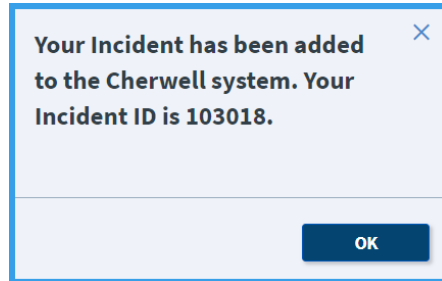 Your Incident has been added
to the Cherwell system. Your
Incident ID is 103018.
OK